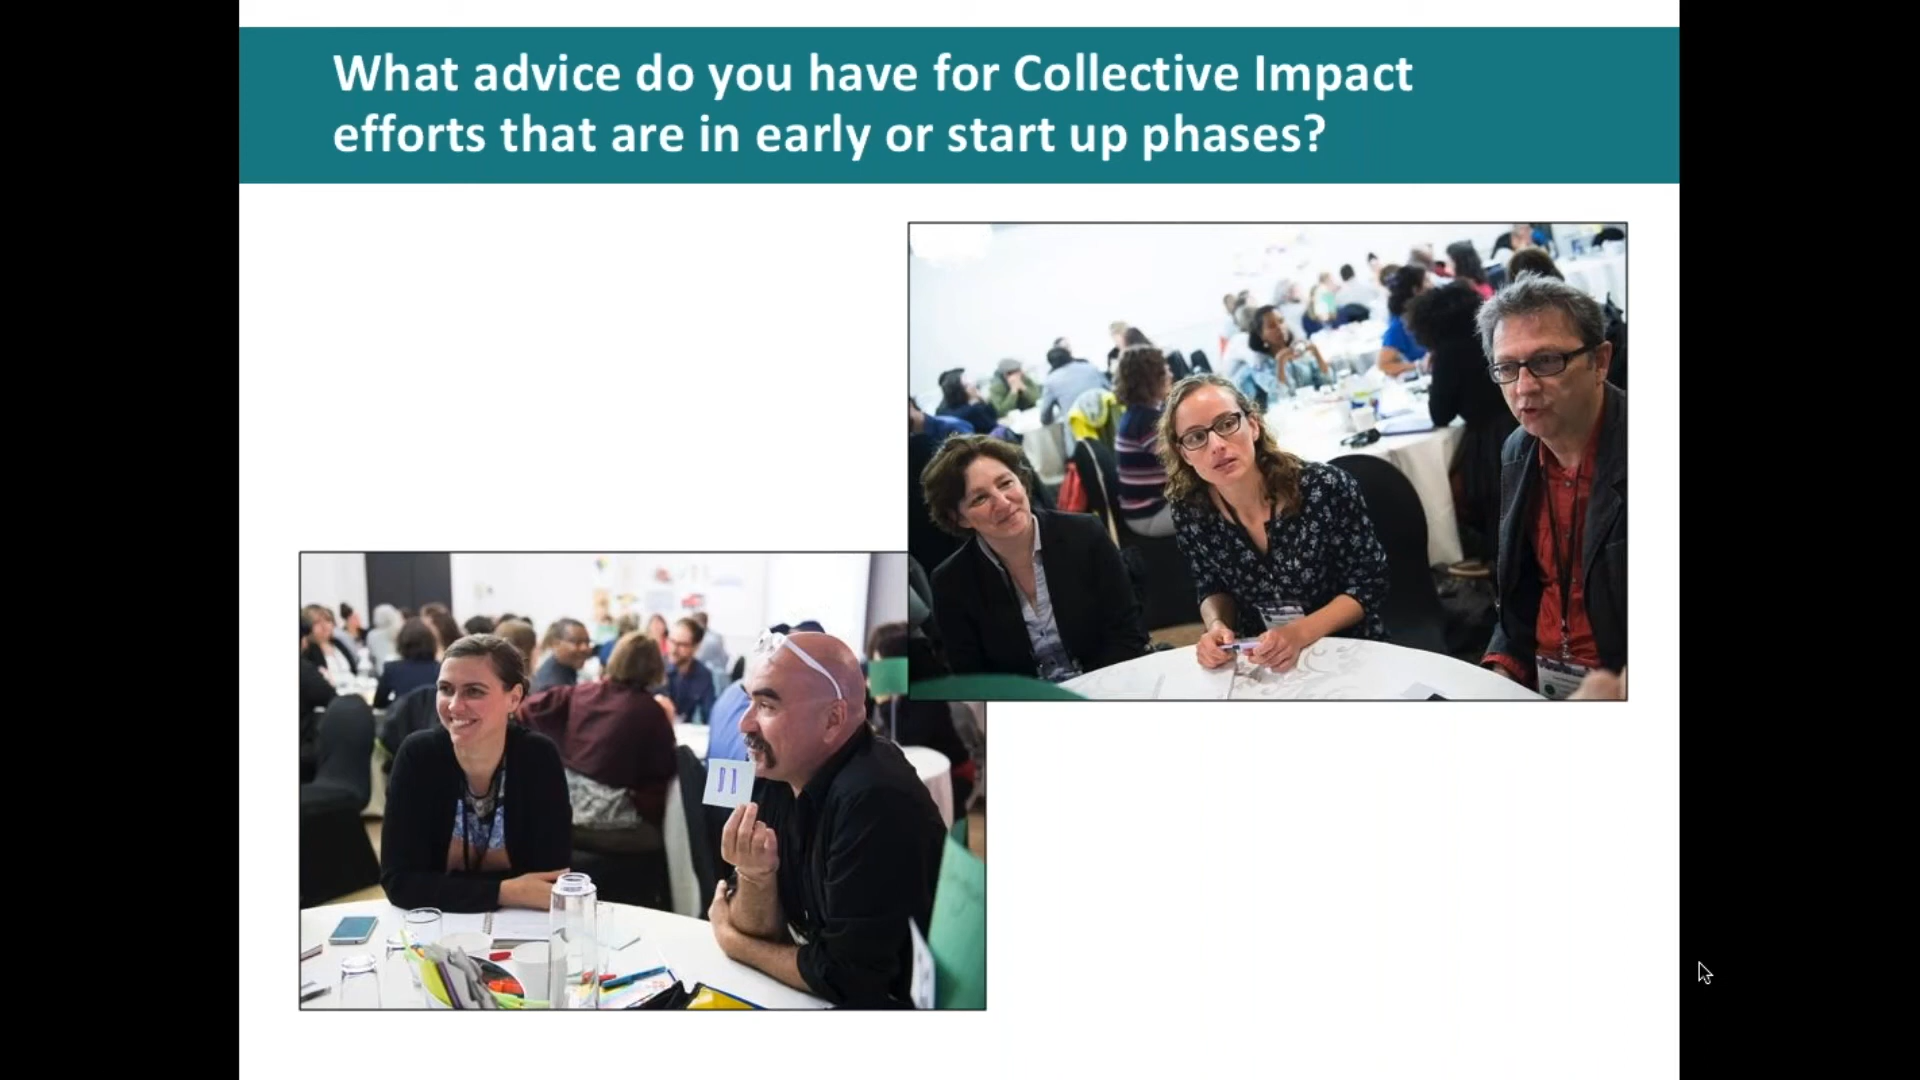 What advice do you have for Collective Impact
efforts that are in early or start up phases?